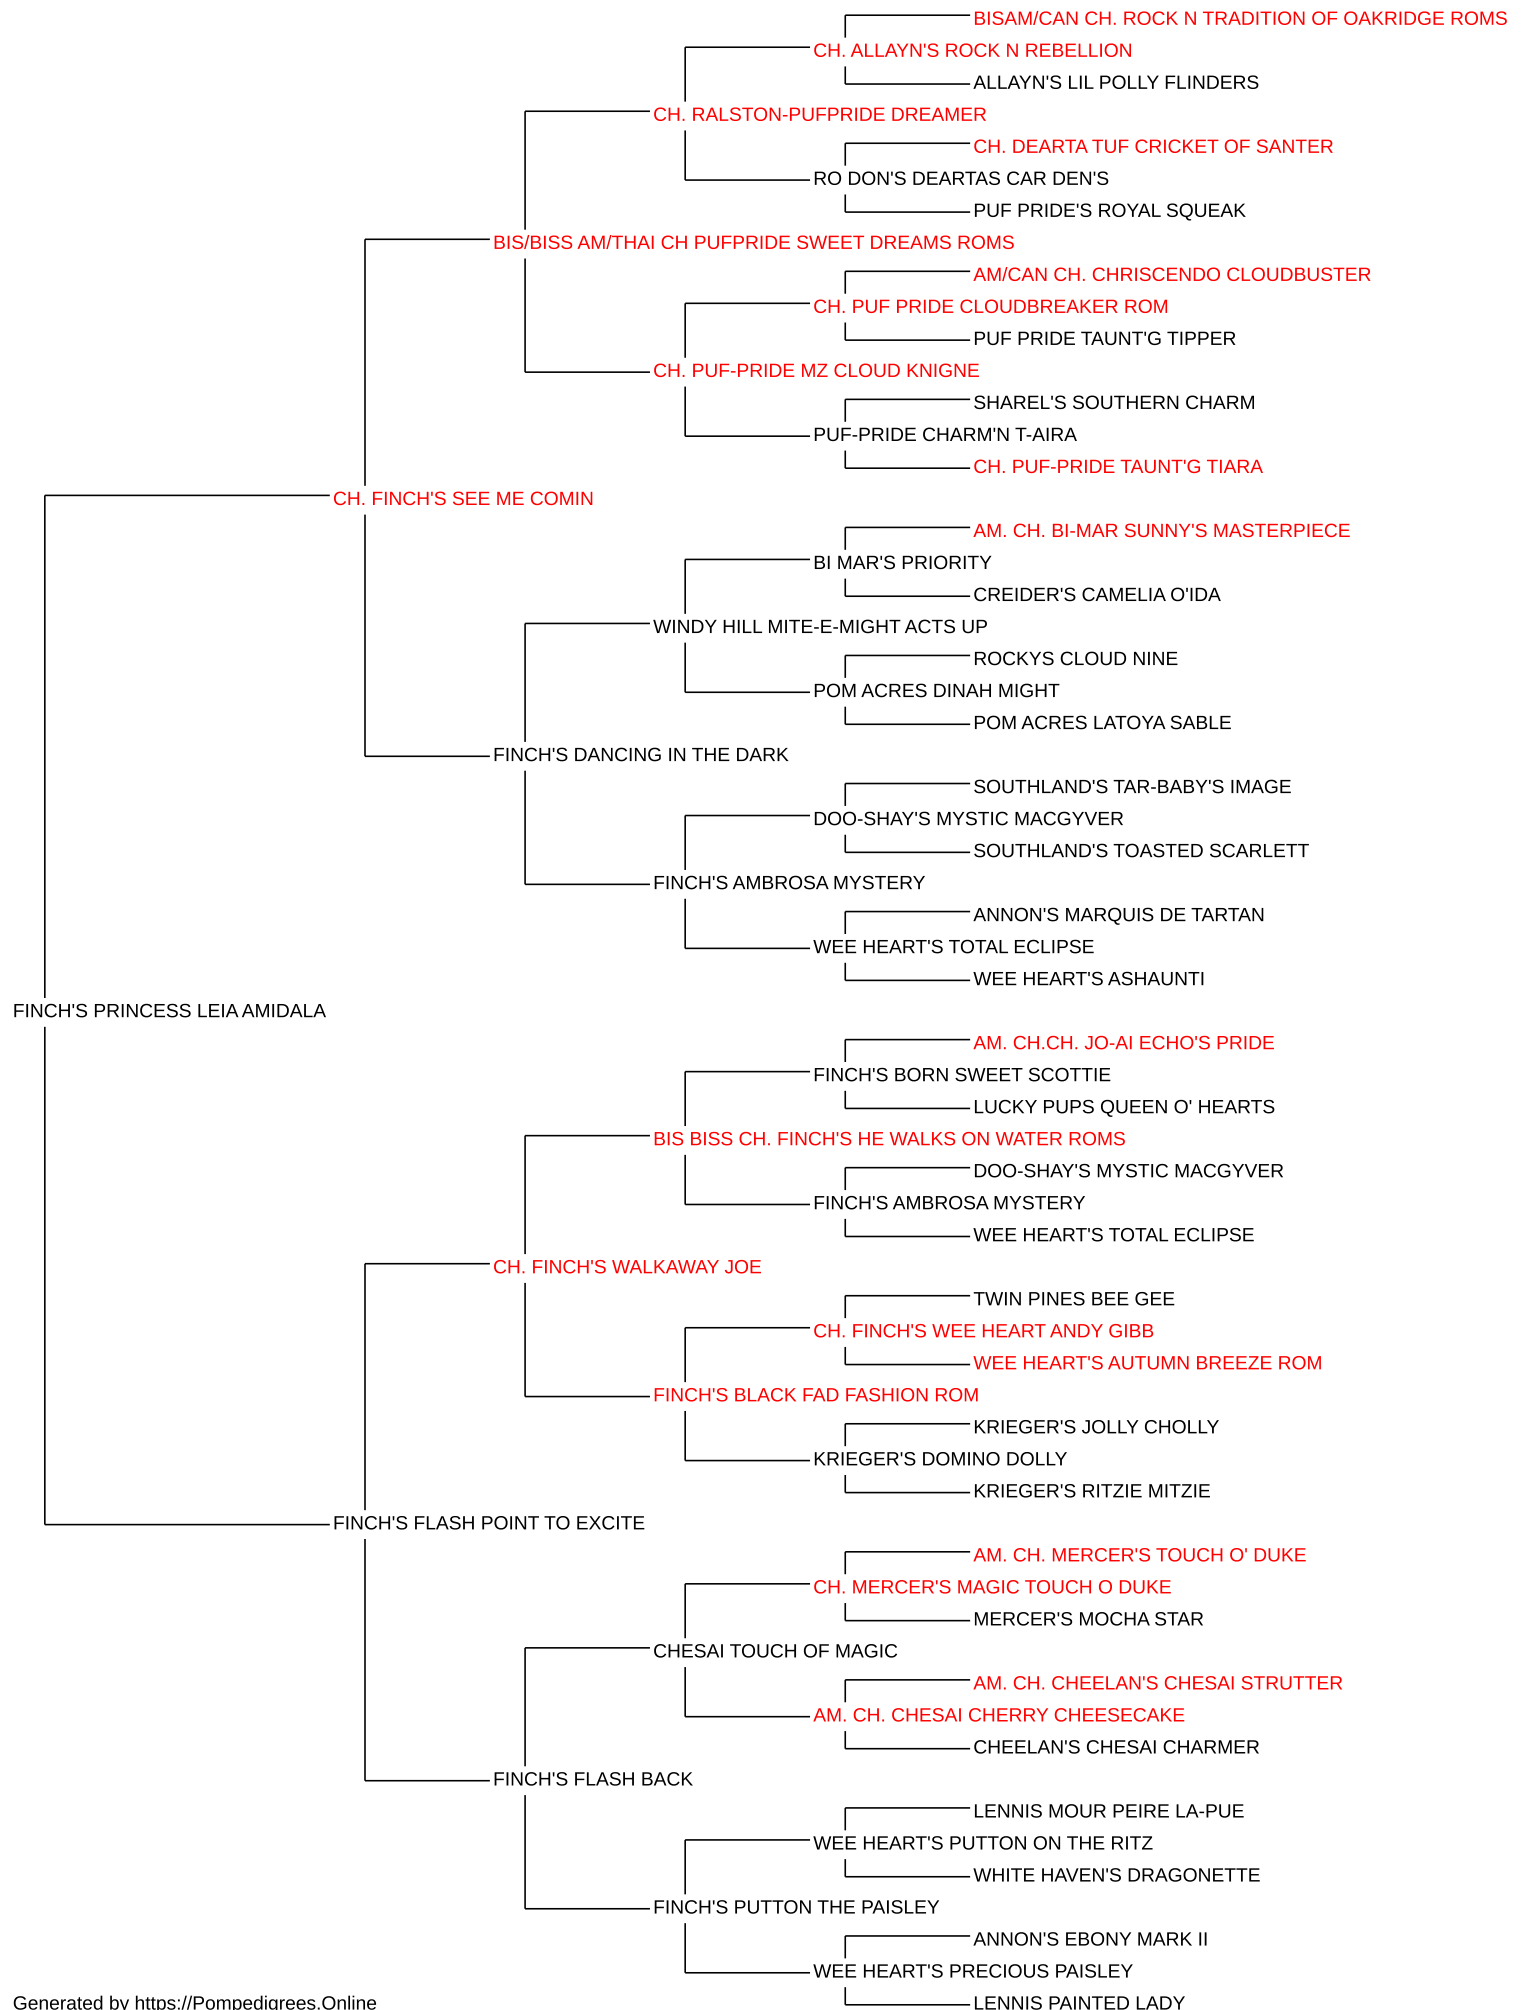 BISAM/CAN CH. ROCK N TRADITION OF OAKRIDGE ROMS
CH. ALLAYN'S ROCK N REBELLION
ALLAYN'S LIL POLLY FLINDERS
CH. RALSTON-PUFPRIDE DREAMER
CH. DEARTA TUF CRICKET OF SANTER
RO DON'S DEARTAS CAR DEN'S
PUF PRIDE'S ROYAL SQUEAK
BIS/BISS AM/THAI CH PUFPRIDE SWEET DREAMS ROMS
AM/CAN CH. CHRISCENDO CLOUDBUSTER
CH. PUF PRIDE CLOUDBREAKER ROM
PUF PRIDE TAUNT'G TIPPER
CH. PUF-PRIDE MZ CLOUD KNIGNE
SHAREL'S SOUTHERN CHARM
PUF-PRIDE CHARM'N T-AIRA
CH. PUF-PRIDE TAUNT'G TIARA
CH. FINCH'S SEE ME COMIN
AM. CH. BI-MAR SUNNY'S MASTERPIECE
BI MAR'S PRIORITY
CREIDER'S CAMELIA O'IDA
WINDY HILL MITE-E-MIGHT ACTS UP
ROCKYS CLOUD NINE
POM ACRES DINAH MIGHT
POM ACRES LATOYA SABLE
FINCH'S DANCING IN THE DARK
SOUTHLAND'S TAR-BABY'S IMAGE
DOO-SHAY'S MYSTIC MACGYVER
SOUTHLAND'S TOASTED SCARLETT
FINCH'S AMBROSA MYSTERY
ANNON'S MARQUIS DE TARTAN
WEE HEART'S TOTAL ECLIPSE
WEE HEART'S ASHAUNTI
FINCH'S PRINCESS LEIA AMIDALA
AM. CH.CH. JO-AI ECHO'S PRIDE
FINCH'S BORN SWEET SCOTTIE
LUCKY PUPS QUEEN O' HEARTS
BIS BISS CH. FINCH'S HE WALKS ON WATER ROMS
DOO-SHAY'S MYSTIC MACGYVER
FINCH'S AMBROSA MYSTERY
WEE HEART'S TOTAL ECLIPSE
CH. FINCH'S WALKAWAY JOE
TWIN PINES BEE GEE
CH. FINCH'S WEE HEART ANDY GIBB
WEE HEART'S AUTUMN BREEZE ROM
FINCH'S BLACK FAD FASHION ROM
KRIEGER'S JOLLY CHOLLY
KRIEGER'S DOMINO DOLLY
KRIEGER'S RITZIE MITZIE
FINCH'S FLASH POINT TO EXCITE
AM. CH. MERCER'S TOUCH O' DUKE
CH. MERCER'S MAGIC TOUCH O DUKE
MERCER'S MOCHA STAR
CHESAI TOUCH OF MAGIC
AM. CH. CHEELAN'S CHESAI STRUTTER
AM. CH. CHESAI CHERRY CHEESECAKE
CHEELAN'S CHESAI CHARMER
FINCH'S FLASH BACK
LENNIS MOUR PEIRE LA-PUE
WEE HEART'S PUTTON ON THE RITZ
WHITE HAVEN'S DRAGONETTE
FINCH'S PUTTON THE PAISLEY
ANNON'S EBONY MARK II
WEE HEART'S PRECIOUS PAISLEY
LENNIS PAINTED LADY
Generated by https://Pompedigrees.Online